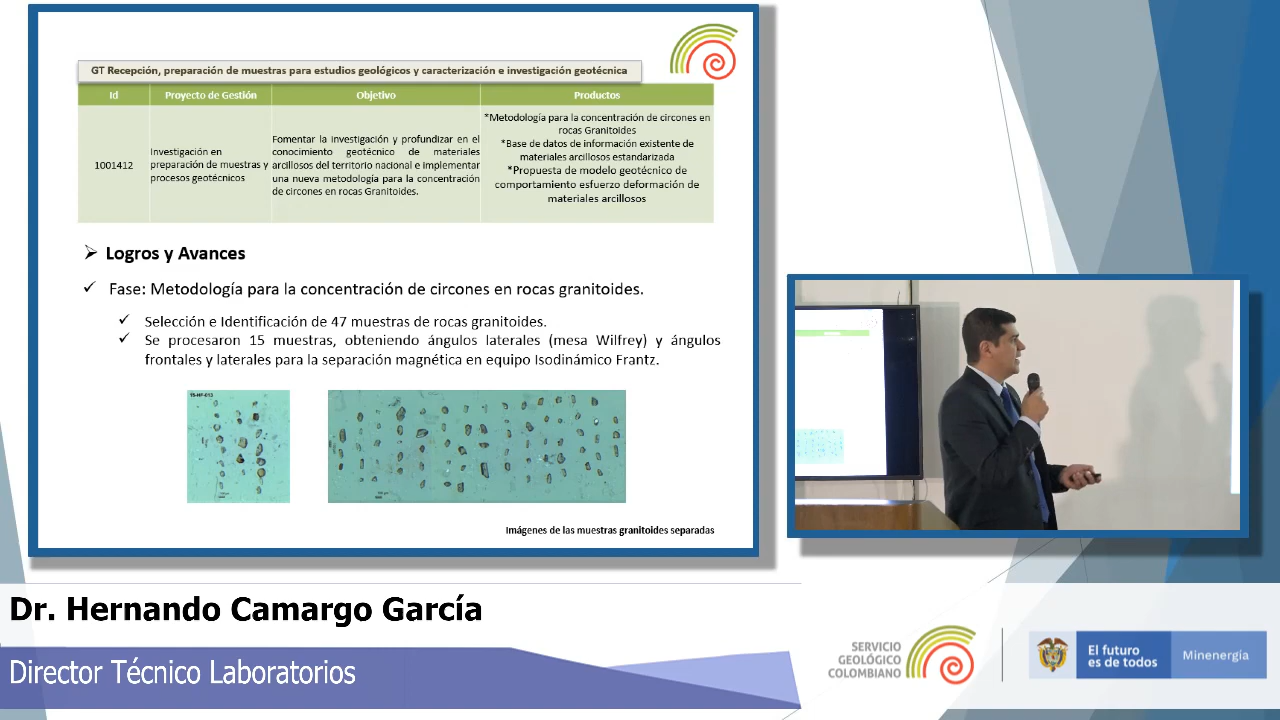 GT Recepción, preparación de muestras para estudios geológicos y caracterización e investigación geotécnica
Id
Proyecto de Gestión
Objetivo
Productos
1001412
Investigación en
preparación de muestras y
procesos geotécnicos
Fomentar la investigación y profundizar en el
conocimiento geotécnico de materiales
arcillosos del territorio nacional e implementar
una nueva metodología para la concentración
de circones en rocas Granitoides.
*Metodología para la concentración de circones en
rocas Granitoides
*Base de datos de información existente de
materiales arcillosos estandarizada
*Propuesta de modelo geotécnico de
comportamiento esfuerzo deformación de
materiales arcillosos
Logros y Avances
Fase: Metodología para la concentración de circones en rocas granitoides.
Selección e Identificación de 47 muestras de rocas granitoides.
Se procesaron 15 muestras, obteniendo ángulos laterales (mesa Wilfrey) y ángulos
frontales y laterales para la separación magnética en equipo Isodinámico Frantz.
Imágenes de las muestras granitoides separadas
Dr. Hernando Camargo García
Director Técnico Laboratorios
SERVICIO
GEOLÓGICO
COLOMBIANO
El futuro
es de todos
Minenergía